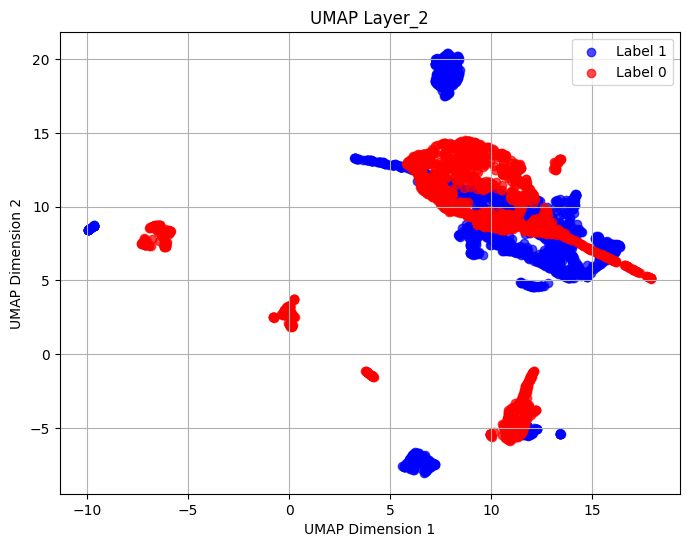 UMAP Layer_2
Label 1
Label 0
20
15
10
5
0
−5
UMAP Dimension 2
−10
−5
0
5
10
15
UMAP Dimension 1